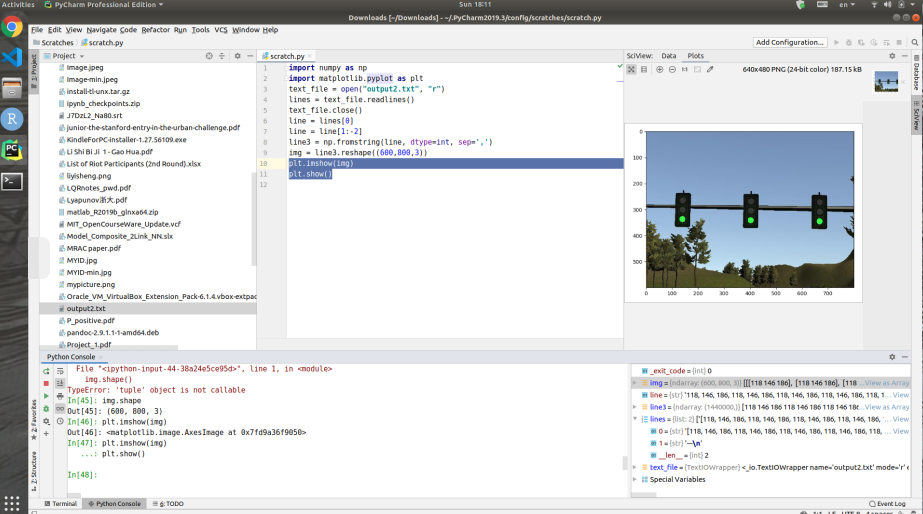 Activities PyCharm Professional Edition Sun 18:11 en
Downloads [~/Downloads] - ~/.PyCharm2019.3/config/scratches/scratch.py
File Edit View Navigate Code Refactor Run Tools VCS Window Help
Scratches scratch.py Add Configuration...
Project
scratch.py
SciView: Data Plots
1: Project
Image.jpeg
Image-min.jpeg
install-tl-unx.tar.gz
ipynb_checkpoints.zip
J7DzL2_Na80.srt
junior-the-stanford-entry-in-the-urban-challenge.pdf
KindleForPC-installer-1.27.56109.exe
Li Shi Bi Ji 1 - Gao Hua.pdf
List of Riot Participants (2nd Round).xlsx
liyisheng.png
LQRnotes_pwd.pdf
Lyapunov浙大.pdf
matlab_R2019b_glnxa64.zip
MIT_OpenCourseWare_Update.vcf
Model_Composite_2Link_NN.slx
MRAC paper.pdf
MYID.jpg
MYID-min.jpg
mypicture.png
Oracle_VM_VirtualBox_Extension_Pack-6.1.4.vbox-extpac
output2.txt
P_positive.pdf
pandoc-2.9.1.1-1-amd64.deb
Project_1.pdf
1 import numpy as np
2 import matplotlib.pyplot as plt
3 text_file = open("output2.txt", "r")
4 lines = text_file.readlines()
5 text_file.close()
6 line = lines[0]
7 line = line[1:-2]
8 line3 = np.fromstring(line, dtype=int, sep=',')
9 img = line3.reshape((600,800,3))
10 plt.imshow(img)
11 plt.show()
12
640x480 PNG (24-bit color) 187.15 kB
0
100
200
300
400
500
0 100 200 300 400 500 600 700
Database
SciView
Python Console
File "<ipython-input-44-38a24e5ce95d>", line 1, in <module>
img.shape()
TypeError: 'tuple' object is not callable
In[45]: img.shape
Out[45]: (600, 800, 3)
In[46]: plt.imshow(img)
Out[46]: <matplotlib.image.AxesImage at 0x7fd9a36f9050>
In[47]: plt.imshow(img)
...: plt.show()
In[48]:
_exit_code = {int} 0
img = {ndarray: (600, 800, 3)} [[[118 146 186], [118 146 186], [118 ...View as Array
line = {str} '118, 146, 186, 118, 146, 186, 118, 146, 186, 118, 146, 186, 118, 1... View
line3 = {ndarray: (1440000,)} [118 146 186 118 146 186 118 146 18...View as Array
lines = {list: 2} ['[118, 146, 186, 118, 146, 186, 118, 146, 186, 118, 146, 186, ... View
0 = {str} '[118, 146, 186, 118, 146, 186, 118, 146, 186, 118, 146, 186, 118, ... View
1 = {str} '---\n'
__len__ = {int} 2
text_file = {TextIOWrapper} <_io.TextIOWrapper name='output2.txt' mode='r' e
Special Variables
2: Favorites
Z: Structure
Terminal Python Console 6: TODO Event Log